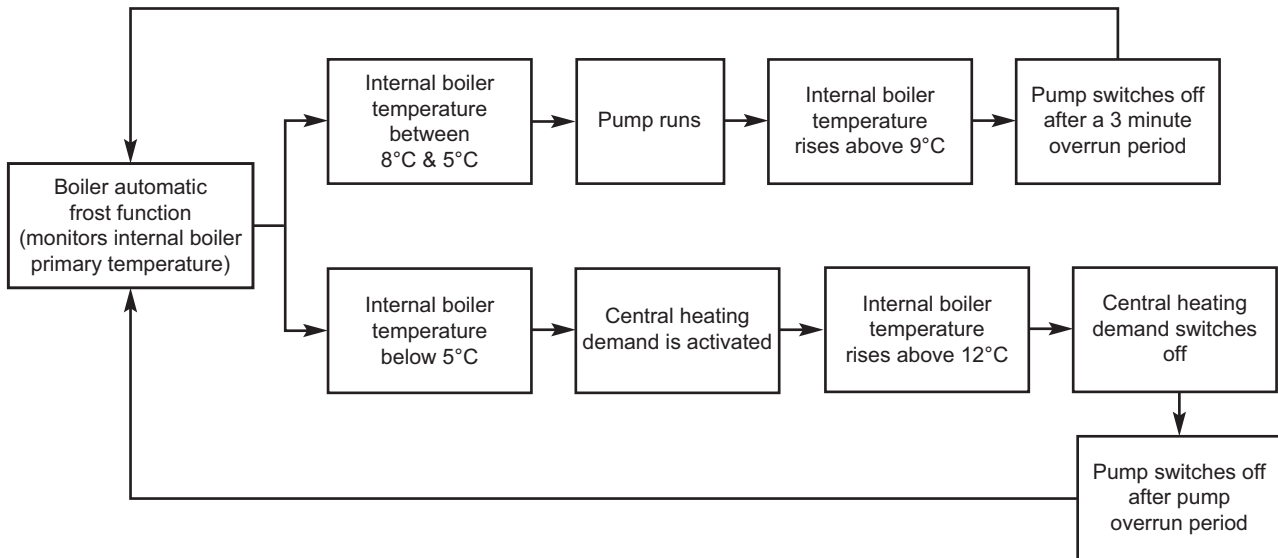 Boiler automatic
frost function
(monitors internal boiler
primary temperature)
Internal boiler
temperature
between
8°C & 5°C
Pump runs
Internal boiler
temperature
rises above 9°C
Pump switches off
after a 3 minute
overrun period
Internal boiler
temperature
below 5°C
Central heating
demand is activated
Internal boiler
temperature
rises above 12°C
Central heating
demand switches
off
Pump switches off
after pump
overrun period